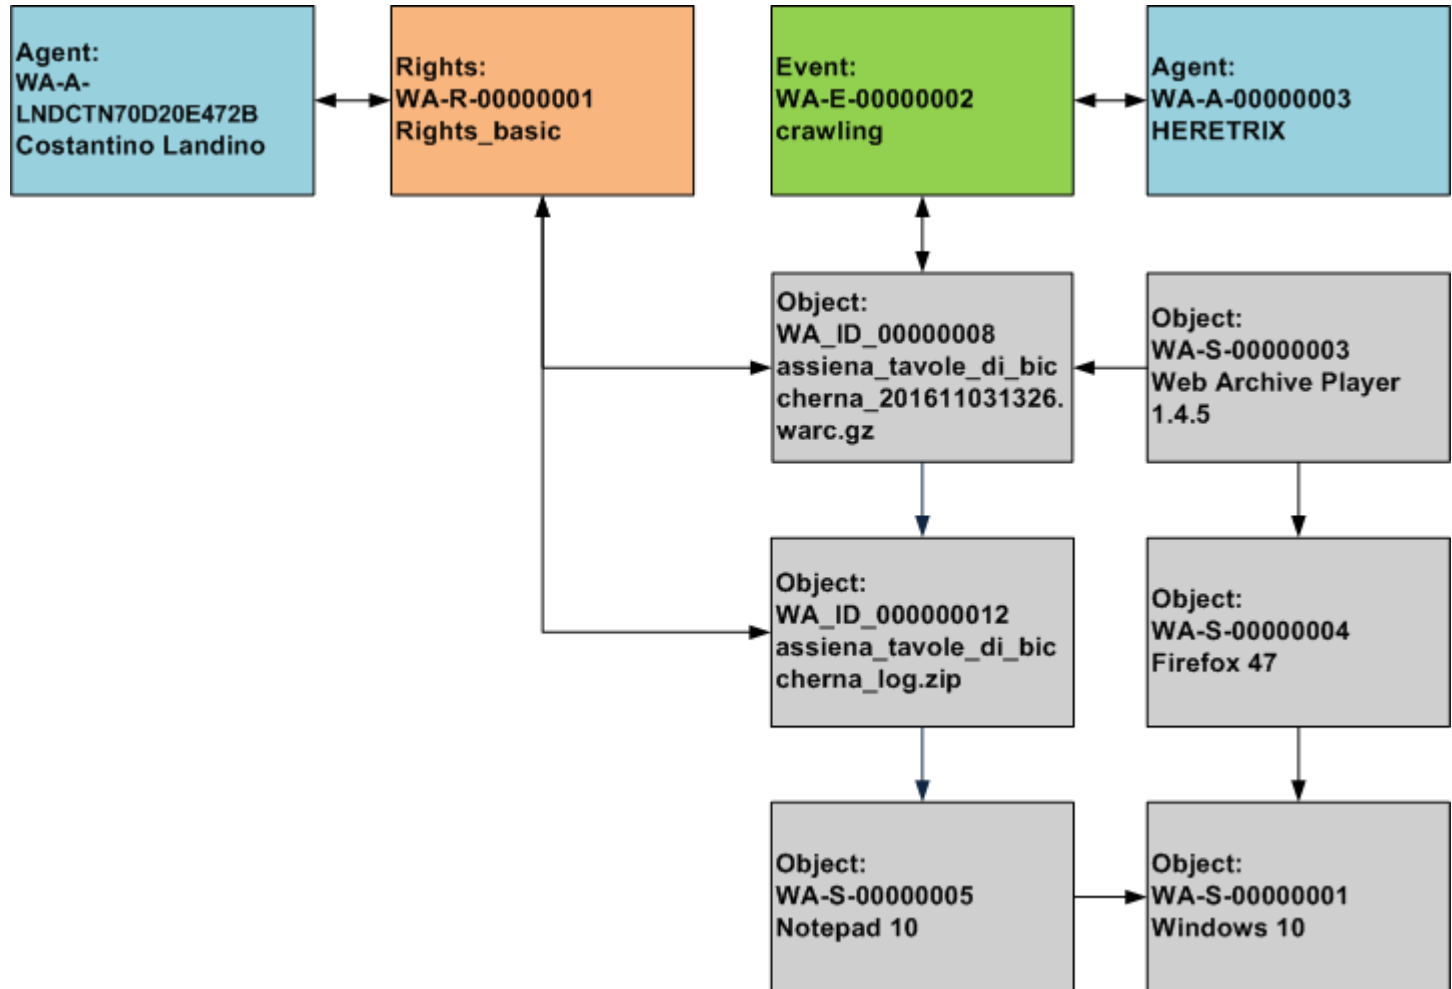 Agent:
WA-A-
LNDCTN70D20E472B
Costantino Landino
Rights:
WA-R-00000001
Rights_basic
Event:
WA-E-00000002
crawling
Agent:
WA-A-00000003
HERETRIX
Object:
WA_ID_00000008
assiena_tavole_di_bic
cherna_201611031326.
warc.gz
Object:
WA-S-00000003
Web Archive Player
1.4.5
Object:
WA_ID_000000012
assiena_tavole_di_bic
cherna_log.zip
Object:
WA-S-00000004
Firefox 47
Object:
WA-S-00000005
Notepad 10
Object:
WA-S-00000001
Windows 10